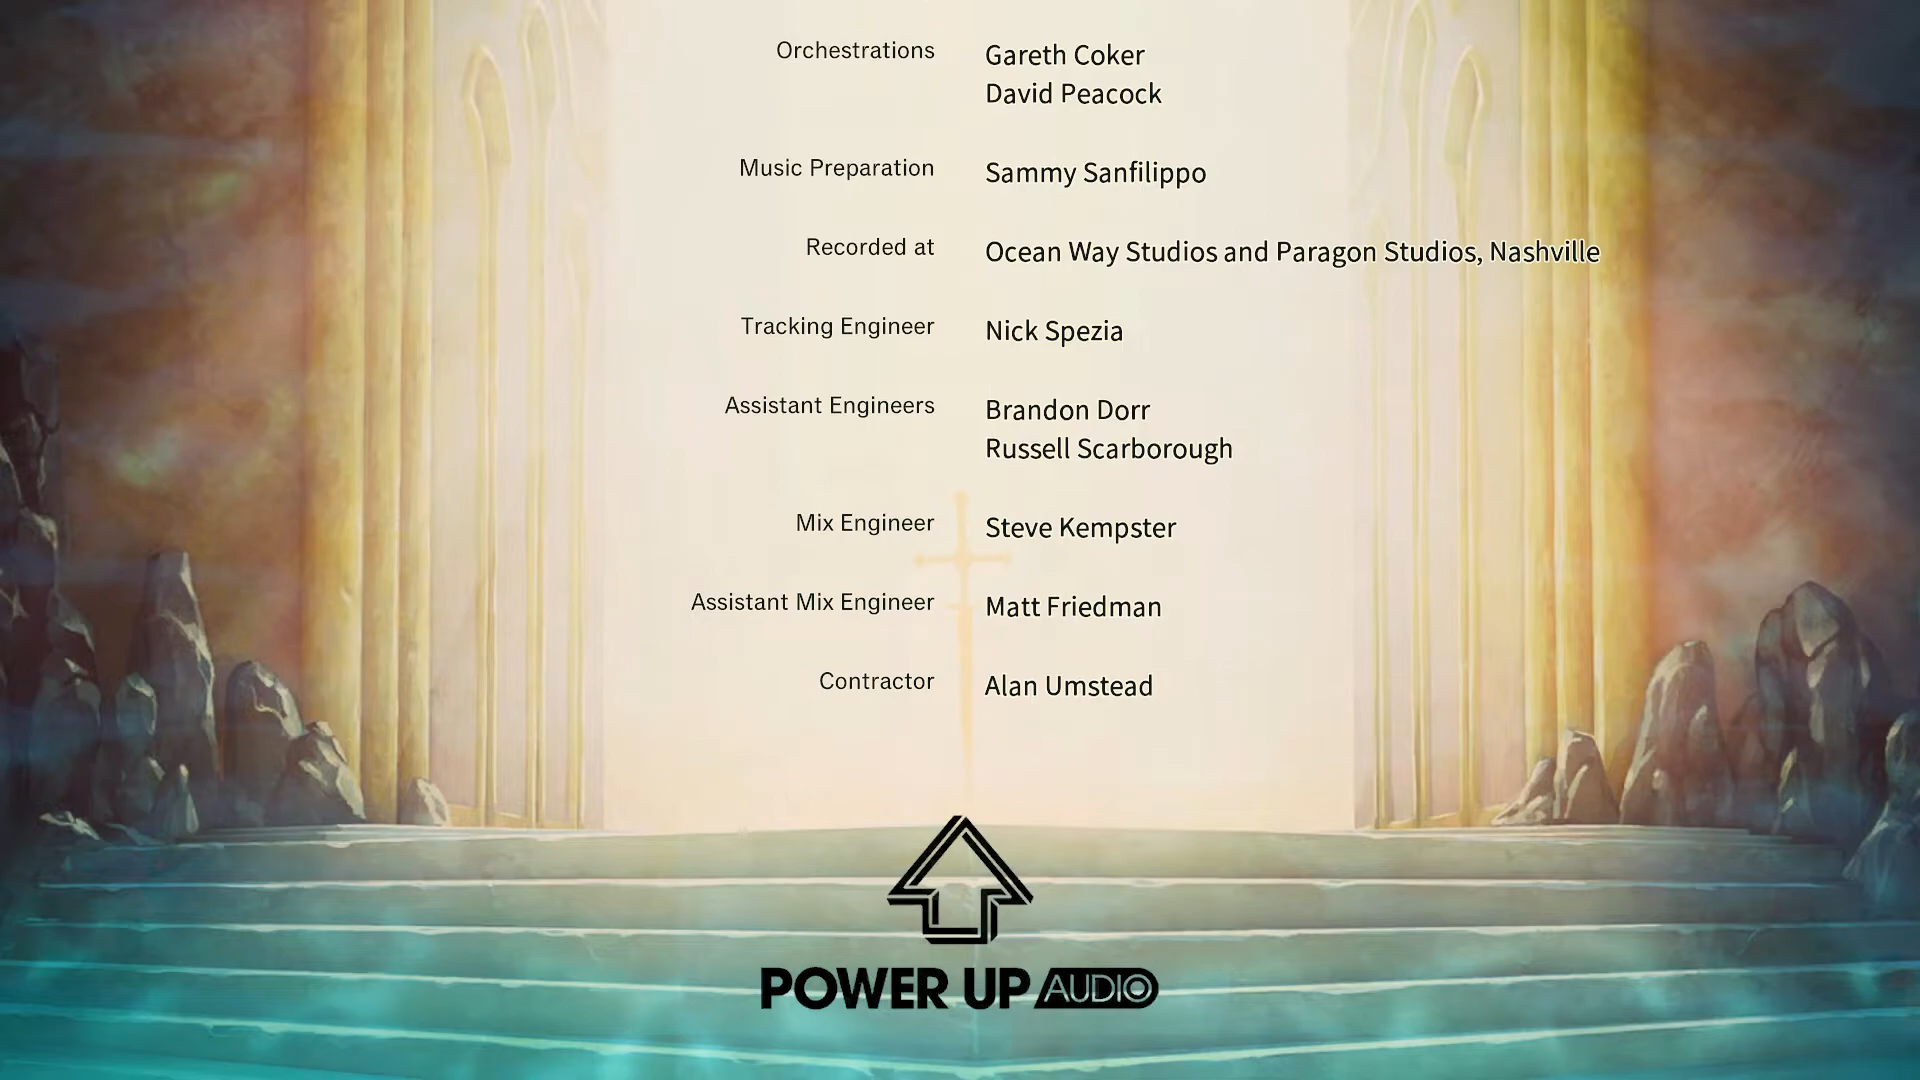 Orchestrations Gareth Coker
David Peacock
Music Preparation Sammy Sanfilippo
Recorded at Ocean Way Studios and Paragon Studios, Nashville
Tracking Engineer Nick Spezia
Assistant Engineers Brandon Dorr
Russell Scarborough
Mix Engineer Steve Kempster
Assistant Mix Engineer Matt Friedman
Contractor Alan Umstead
POWER UP AUDIO